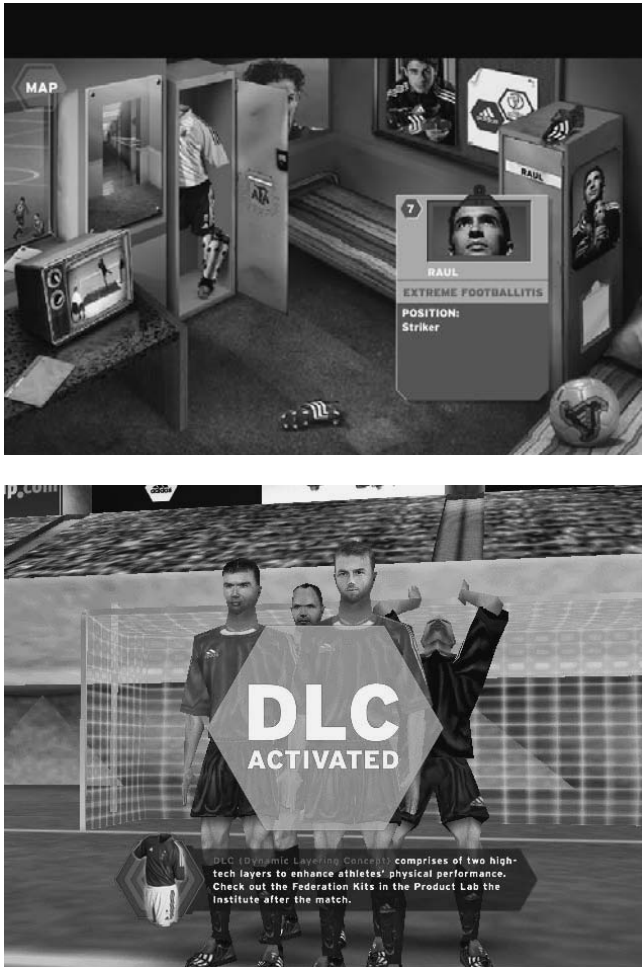 MAP
RAUL
7
RAUL
EXTREME FOOTBALLITIS
POSITION:
Striker
adidas
DLC
ACTIVATED
DLC (Dynamic Layering Concept) comprises of two high-
tech layers to enhance athletes' physical performance.
Check out the Federation Kits in the Product Lab the
Institute after the match.